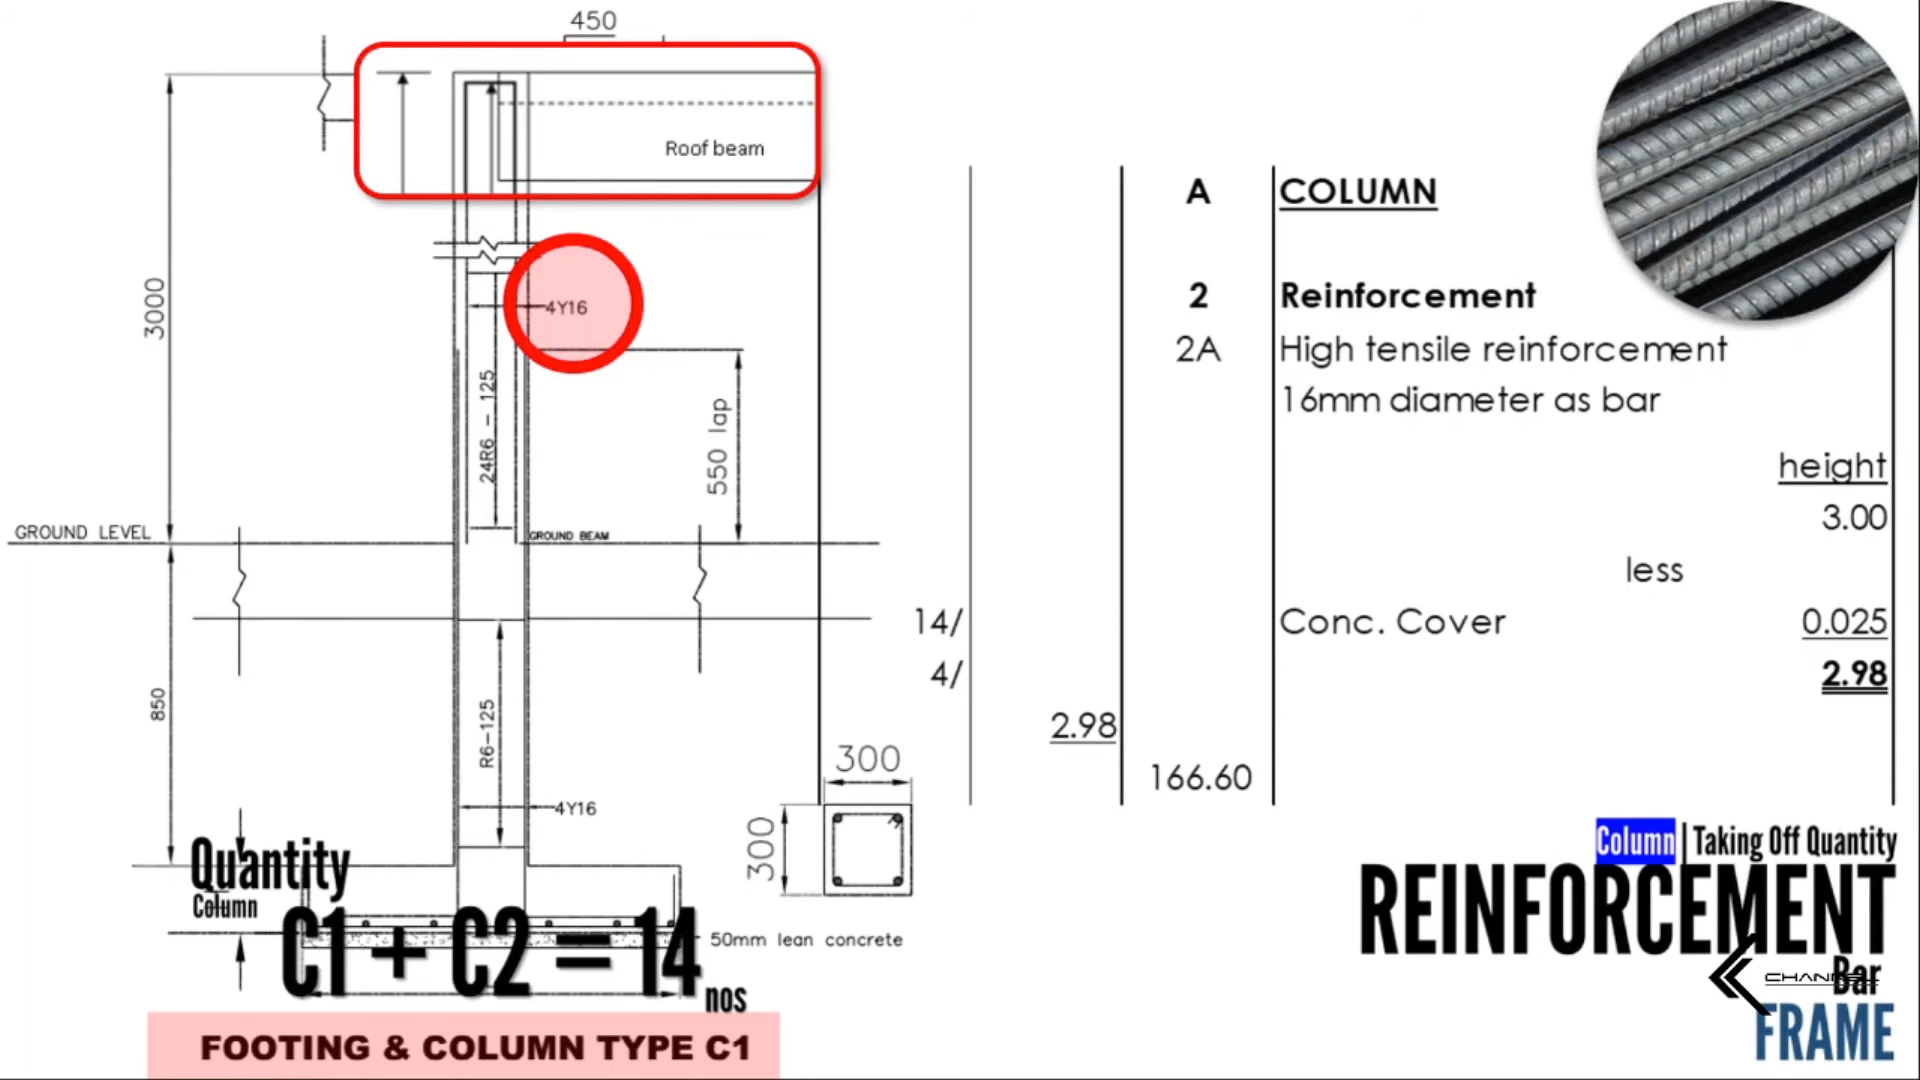 450
Roof beam
3000
4Y16
24R6 - 125
550 lap
GROUND LEVEL
GROUND BEAM
850
R6-125
4Y16
300
300
50mm lean concrete
Quantity
Column
C1 + C2 = 14 nos
FOOTING & COLUMN TYPE C1
A COLUMN
2 Reinforcement
2A High tensile reinforcement
16mm diameter as bar
height
3.00
less
14/ Conc. Cover 0.025
4/ 2.98
2.98
166.60
Column | Taking Off Quantity
REINFORCEMENT
Bar
FRAME